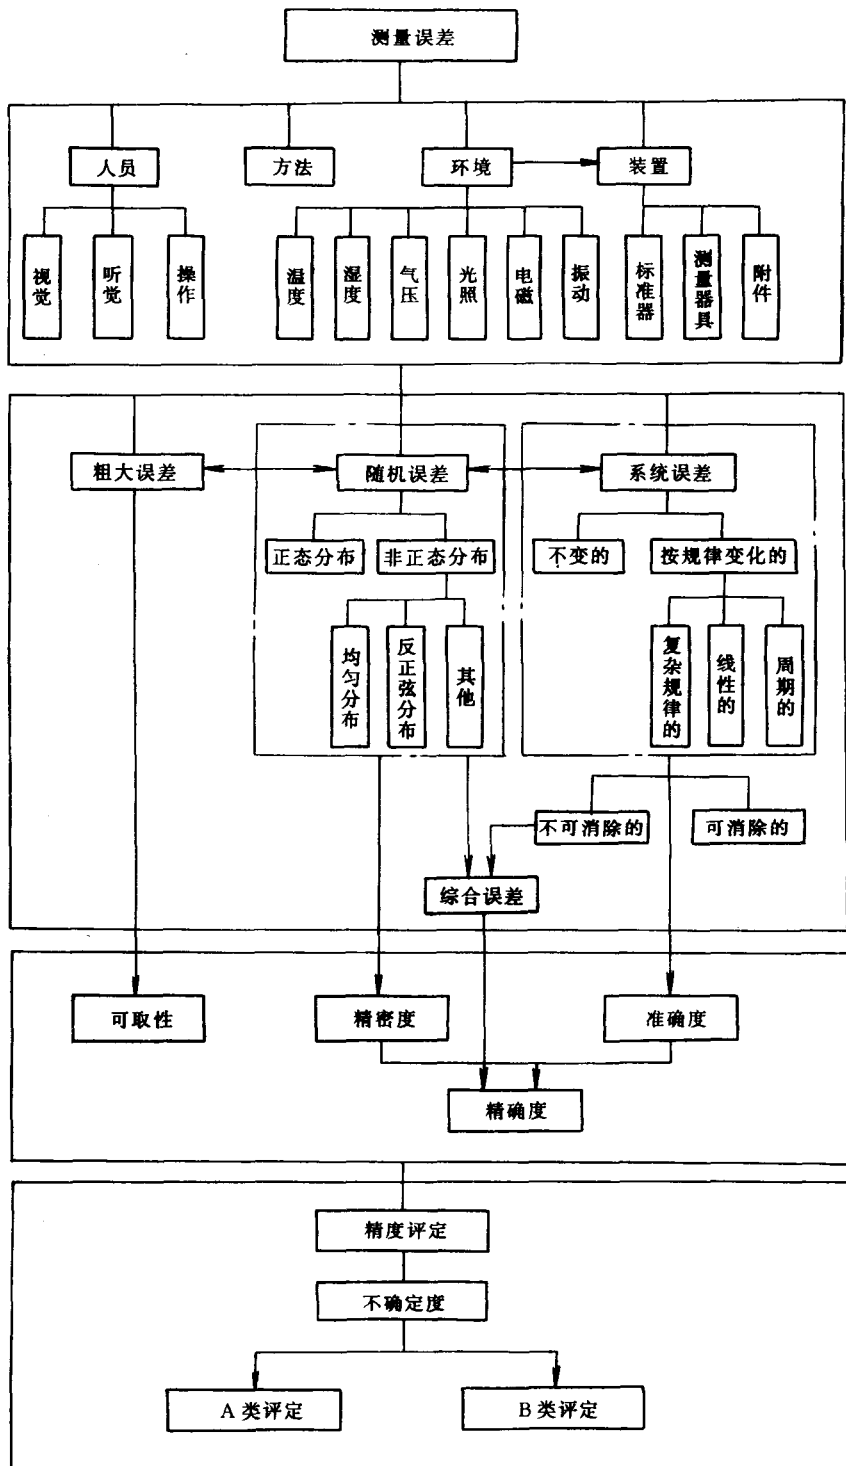 测量误差
人员
方法
环境
装置
视觉
听觉
操作
温度
湿度
气压
光照
电磁
振动
标准器
测量器具
附件
粗大误差
随机误差
系统误差
正态分布
非正态分布
不变的
按规律变化的
均匀分布
反正弦分布
其他
复杂规律的
线性的
周期的
不可消除的
可消除的
综合误差
可取性
精密度
准确度
精确度
精度评定
不确定度
A类评定
B类评定